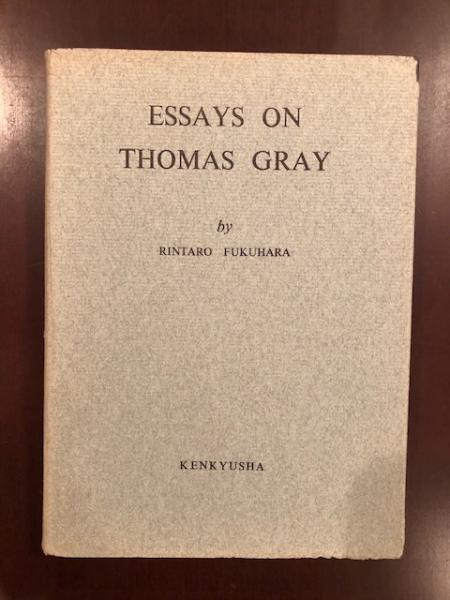 ESSAYS ON
THOMAS GRAY
by
RINTARO FUKUHARA
KENKYUSHA